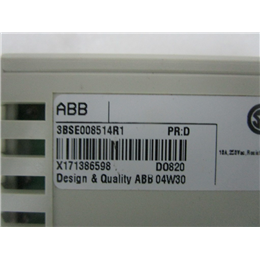 ABB
3BSE008514R1 PR:D
X171386598 DO820
Design & Quality ABB 04W30